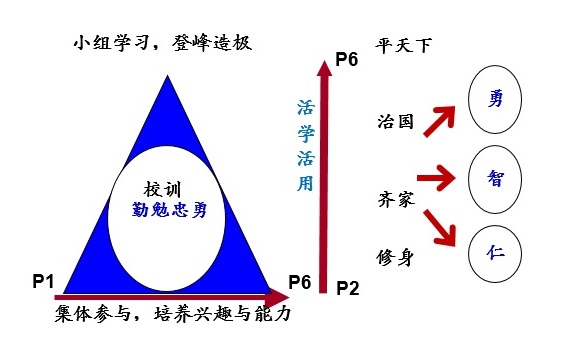 小组学习，登峰造极
校训
勤勉忠勇
P1
P6
集体参与，培养兴趣与能力
P6
活学活用
P2
平天下
治国
齐家
修身
勇
智
仁